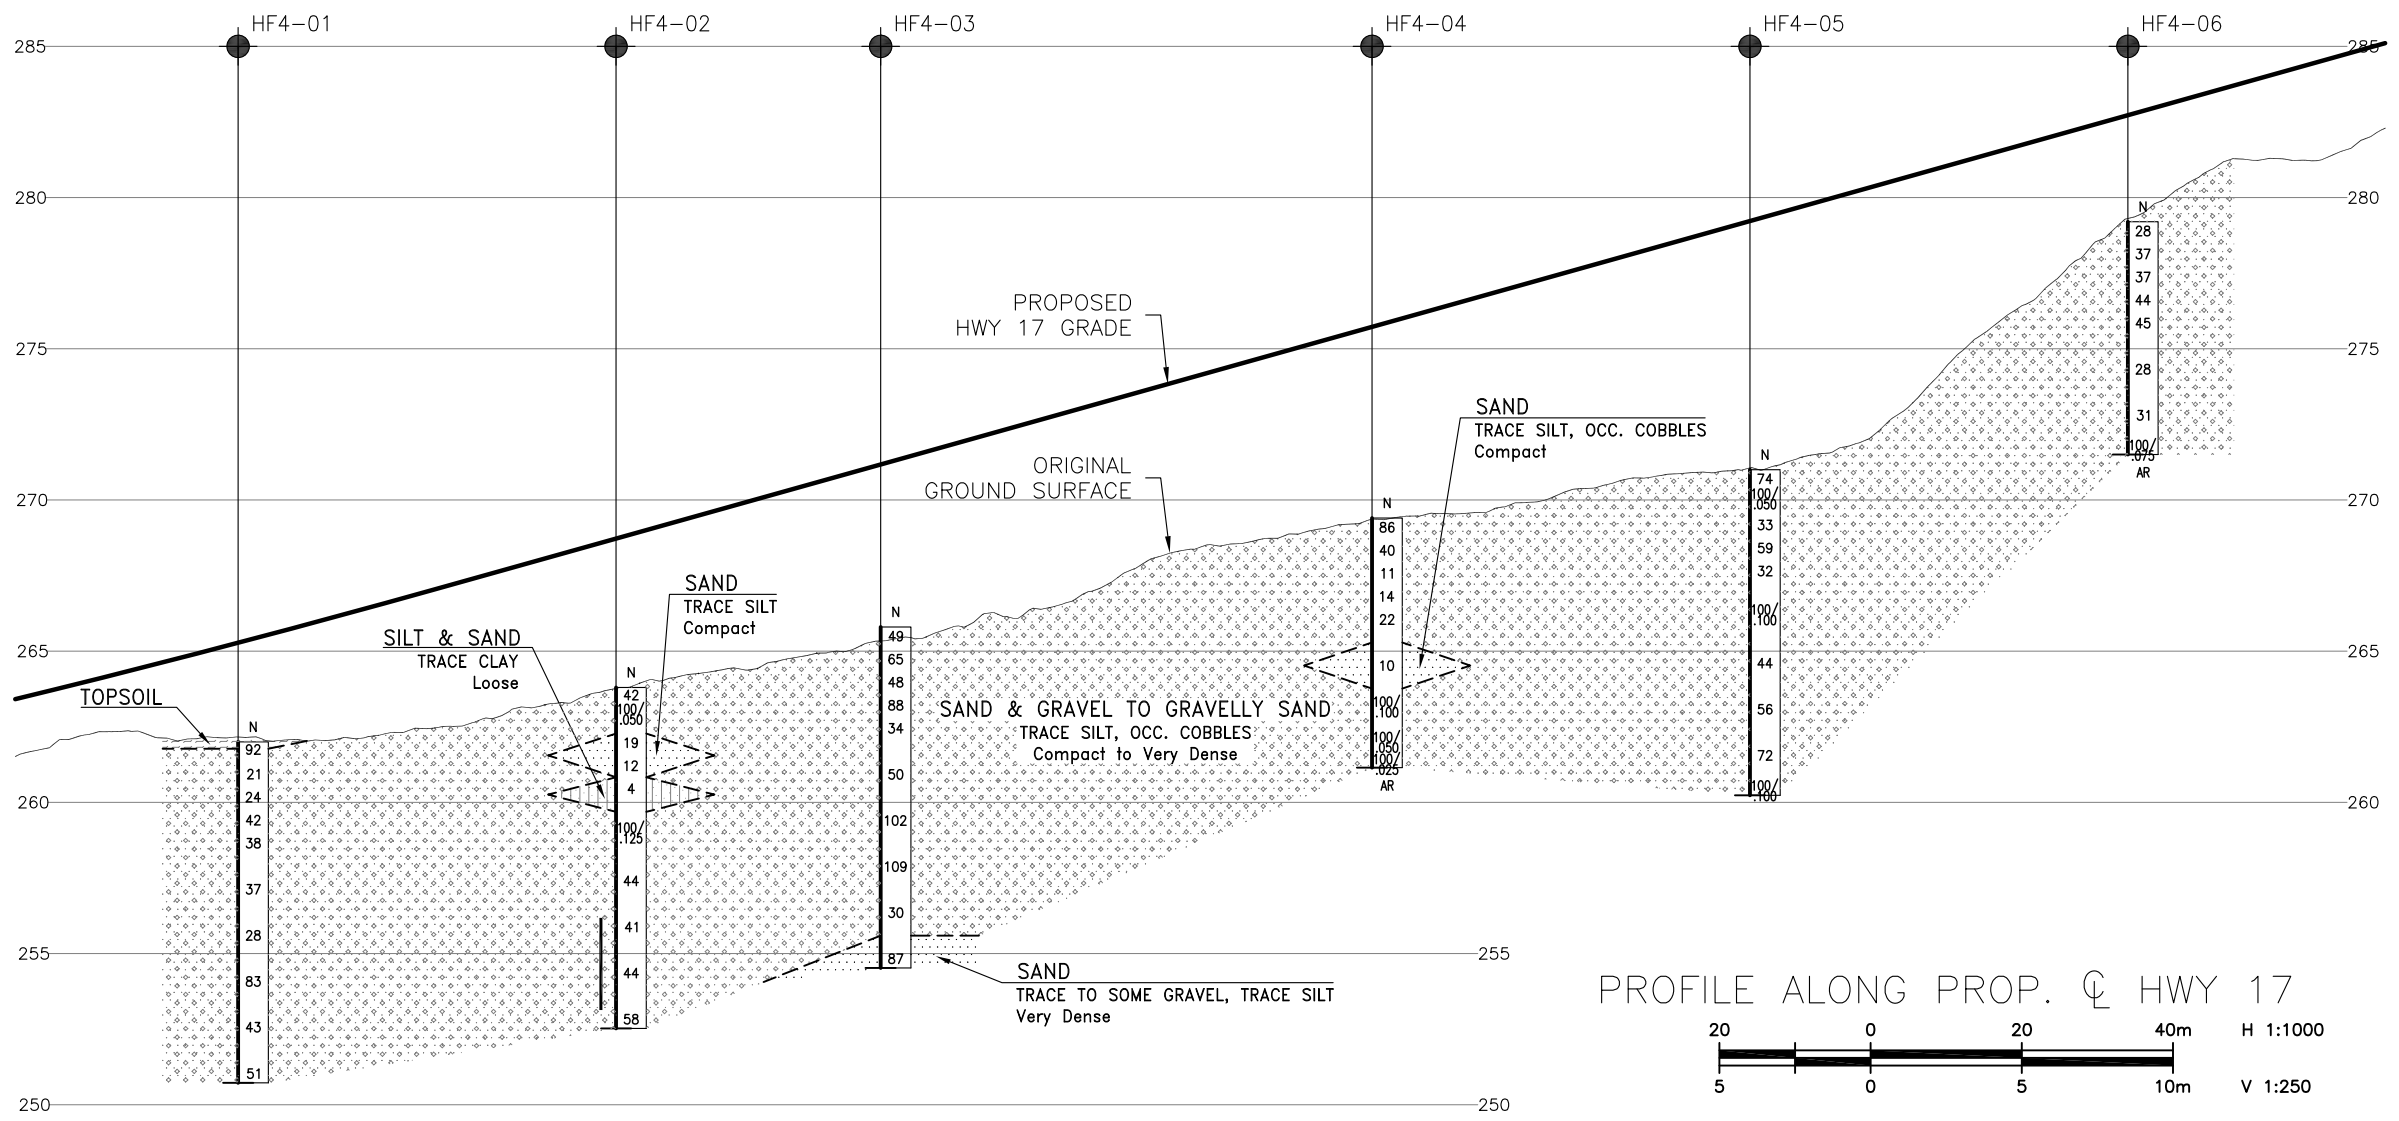 HF4-01
HF4-02
HF4-03
HF4-04
HF4-05
HF4-06
285
285
280
280
275
275
270
270
265
265
260
260
255
255
250
250
PROPOSED
HWY 17 GRADE
ORIGINAL
GROUND SURFACE
SAND
TRACE SILT, OCC. COBBLES
Compact
SAND
TRACE SILT
Compact
SILT & SAND
TRACE CLAY
Loose
TOPSOIL
SAND & GRAVEL TO GRAVELLY SAND
TRACE SILT, OCC. COBBLES
Compact to Very Dense
SAND
TRACE TO SOME GRAVEL, TRACE SILT
Very Dense
N
92
21
24
42
38
37
28
83
43
51
N
42
100/
.050
19
12
4
100/
.125
44
41
44
58
N
49
65
48
88
34
50
102
109
30
87
N
86
40
11
14
22
10
100/
.100
100/
.050
100/
.025
AR
N
74
100/
.050
33
59
32
100/
.100
44
56
72
100/
.100
N
28
37
37
44
45
28
31
100/
.075
AR
PROFILE ALONG PROP. ℄ HWY 17
20 0 20 40m H 1:1000
5 0 5 10m V 1:250